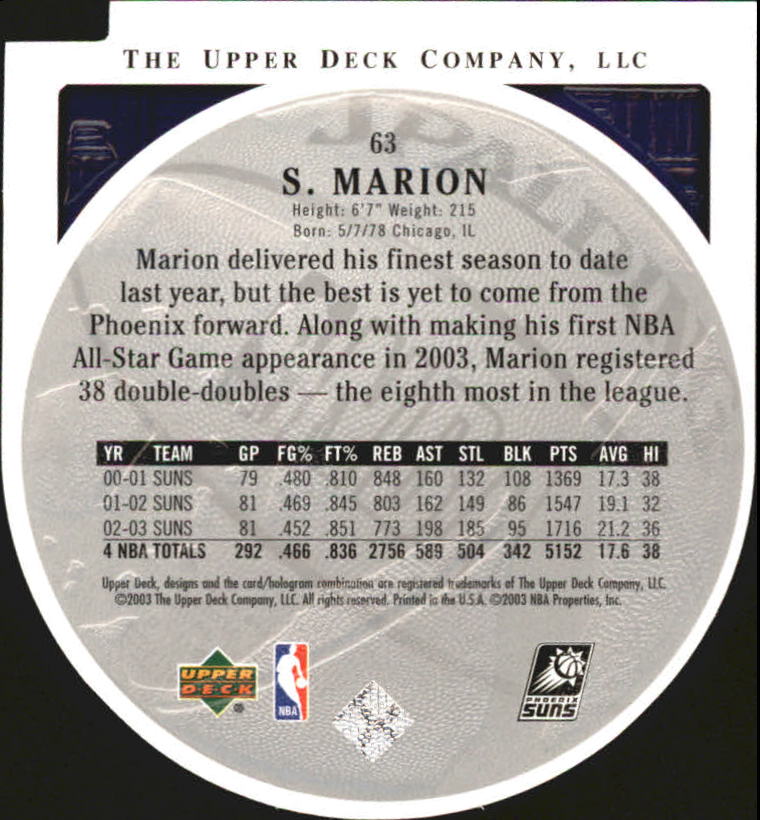 THE UPPER DECK COMPANY, LLC
SPALDING
63
S. MARION
Height: 6'7" Weight: 215
Born: 5/7/78 Chicago, IL
Marion delivered his finest season to date
last year, but the best is yet to come from the
Phoenix forward. Along with making his first NBA
All-Star Game appearance in 2003, Marion registered
38 double-doubles — the eighth most in the league.
YR TEAM GP FG% FT% REB AST STL BLK PTS AVG HI
00-01 SUNS 79 .480 .810 848 160 132 108 1369 17.3 38
01-02 SUNS 81 .469 .845 803 162 149 86 1547 19.1 32
02-03 SUNS 81 .452 .851 773 198 185 95 1716 21.2 36
4 NBA TOTALS 292 .466 .836 2756 589 504 342 5152 17.6 38
Upper Deck, designs and the card/hologram combination are registered trademarks of The Upper Deck Company, LLC.
©2003 The Upper Deck Company, LLC. All rights reserved. Printed in the U.S.A. ©2003 NBA Properties, Inc.
UPPER
DECK
NBA
PHOENIX
SUNS